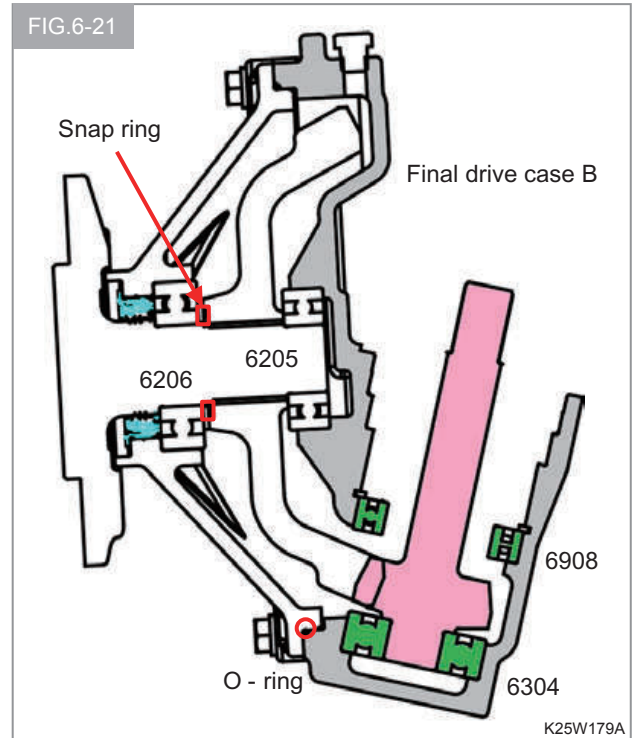 FIG.6-21
Snap ring
Final drive case B
6205
6206
6908
O - ring
6304
K25W179A